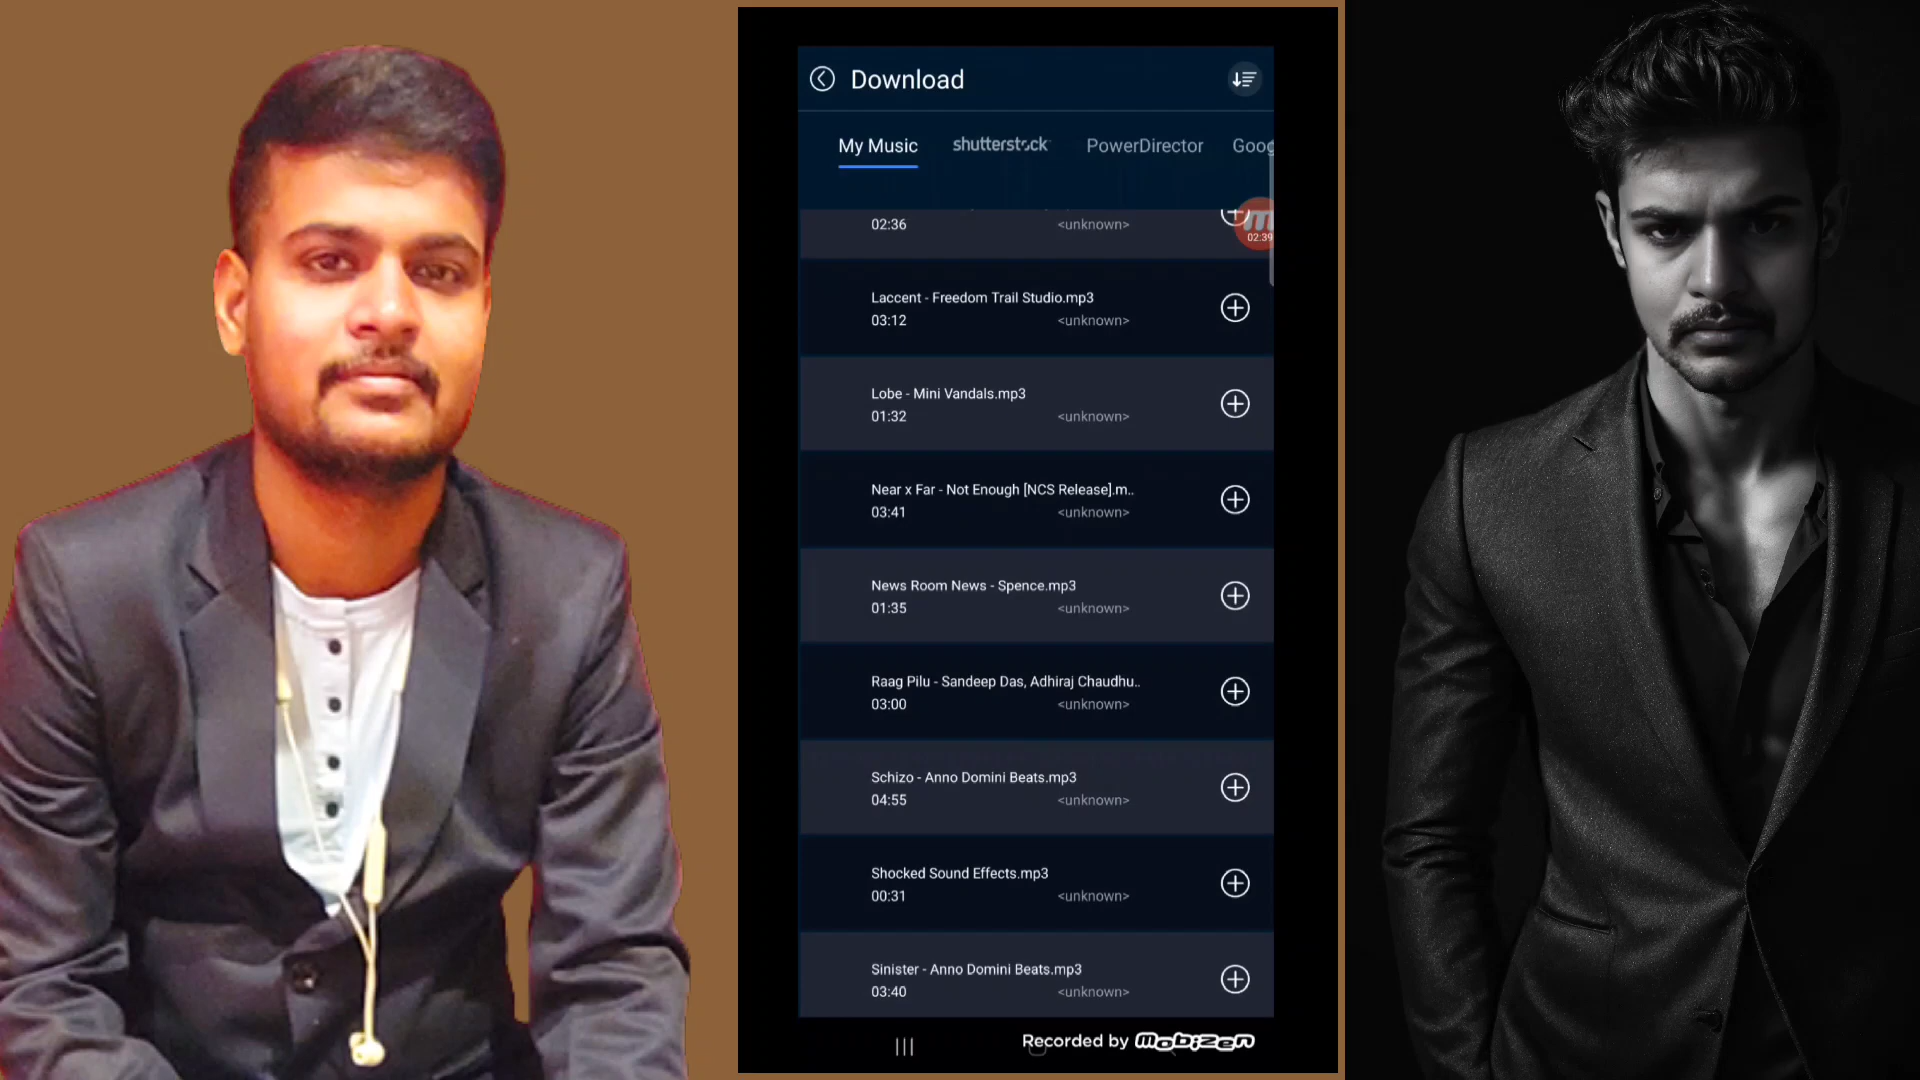 Download
My Music shutterstock PowerDirector Goog
02:36 <unknown>
02:39
Laccent - Freedom Trail Studio.mp3
03:12 <unknown>
Lobe - Mini Vandals.mp3
01:32 <unknown>
Near x Far - Not Enough [NCS Release].m..
03:41 <unknown>
News Room News - Spence.mp3
01:35 <unknown>
Raag Pilu - Sandeep Das, Adhiraj Chaudhu..
03:00 <unknown>
Schizo - Anno Domini Beats.mp3
04:55 <unknown>
Shocked Sound Effects.mp3
00:31 <unknown>
Sinister - Anno Domini Beats.mp3
03:40 <unknown>
Recorded by mobizen